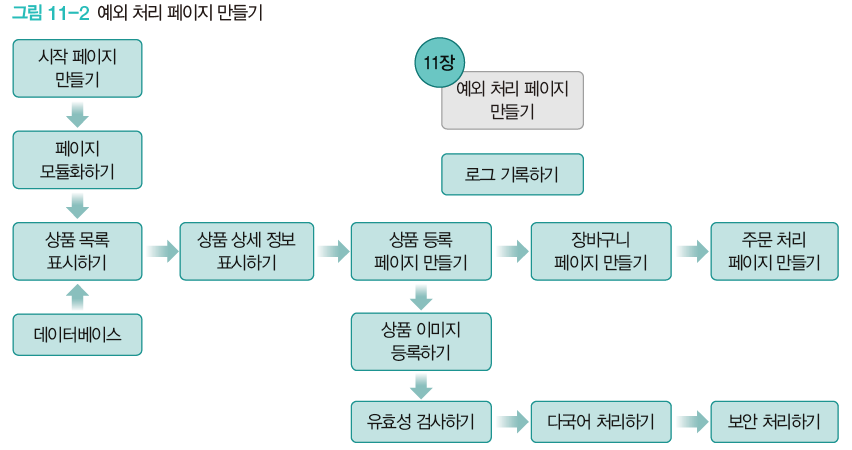 그림 11-2 예외 처리 페이지 만들기
시작 페이지
만들기
11장
예외 처리 페이지
만들기
페이지
모듈화하기
로그 기록하기
상품 목록
표시하기
상품 상세 정보
표시하기
상품 등록
페이지 만들기
장바구니
페이지 만들기
주문 처리
페이지 만들기
데이터베이스
상품 이미지
등록하기
유효성 검사하기
다국어 처리하기
보안 처리하기